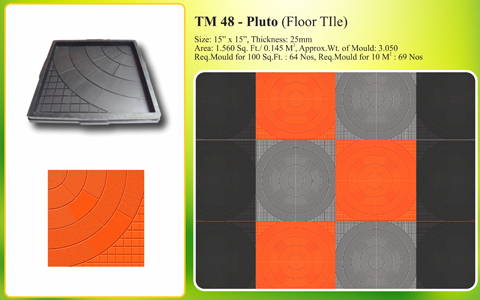 TM 48 - Pluto (Floor TIle)
Size: 15" x 15", Thickness: 25mm
Area: 1.560 Sq. Ft./ 0.145 M², Approx.Wt. of Mould: 3.050
Req.Mould for 100 Sq.Ft. : 64 Nos, Req.Mould for 10 M² : 69 Nos